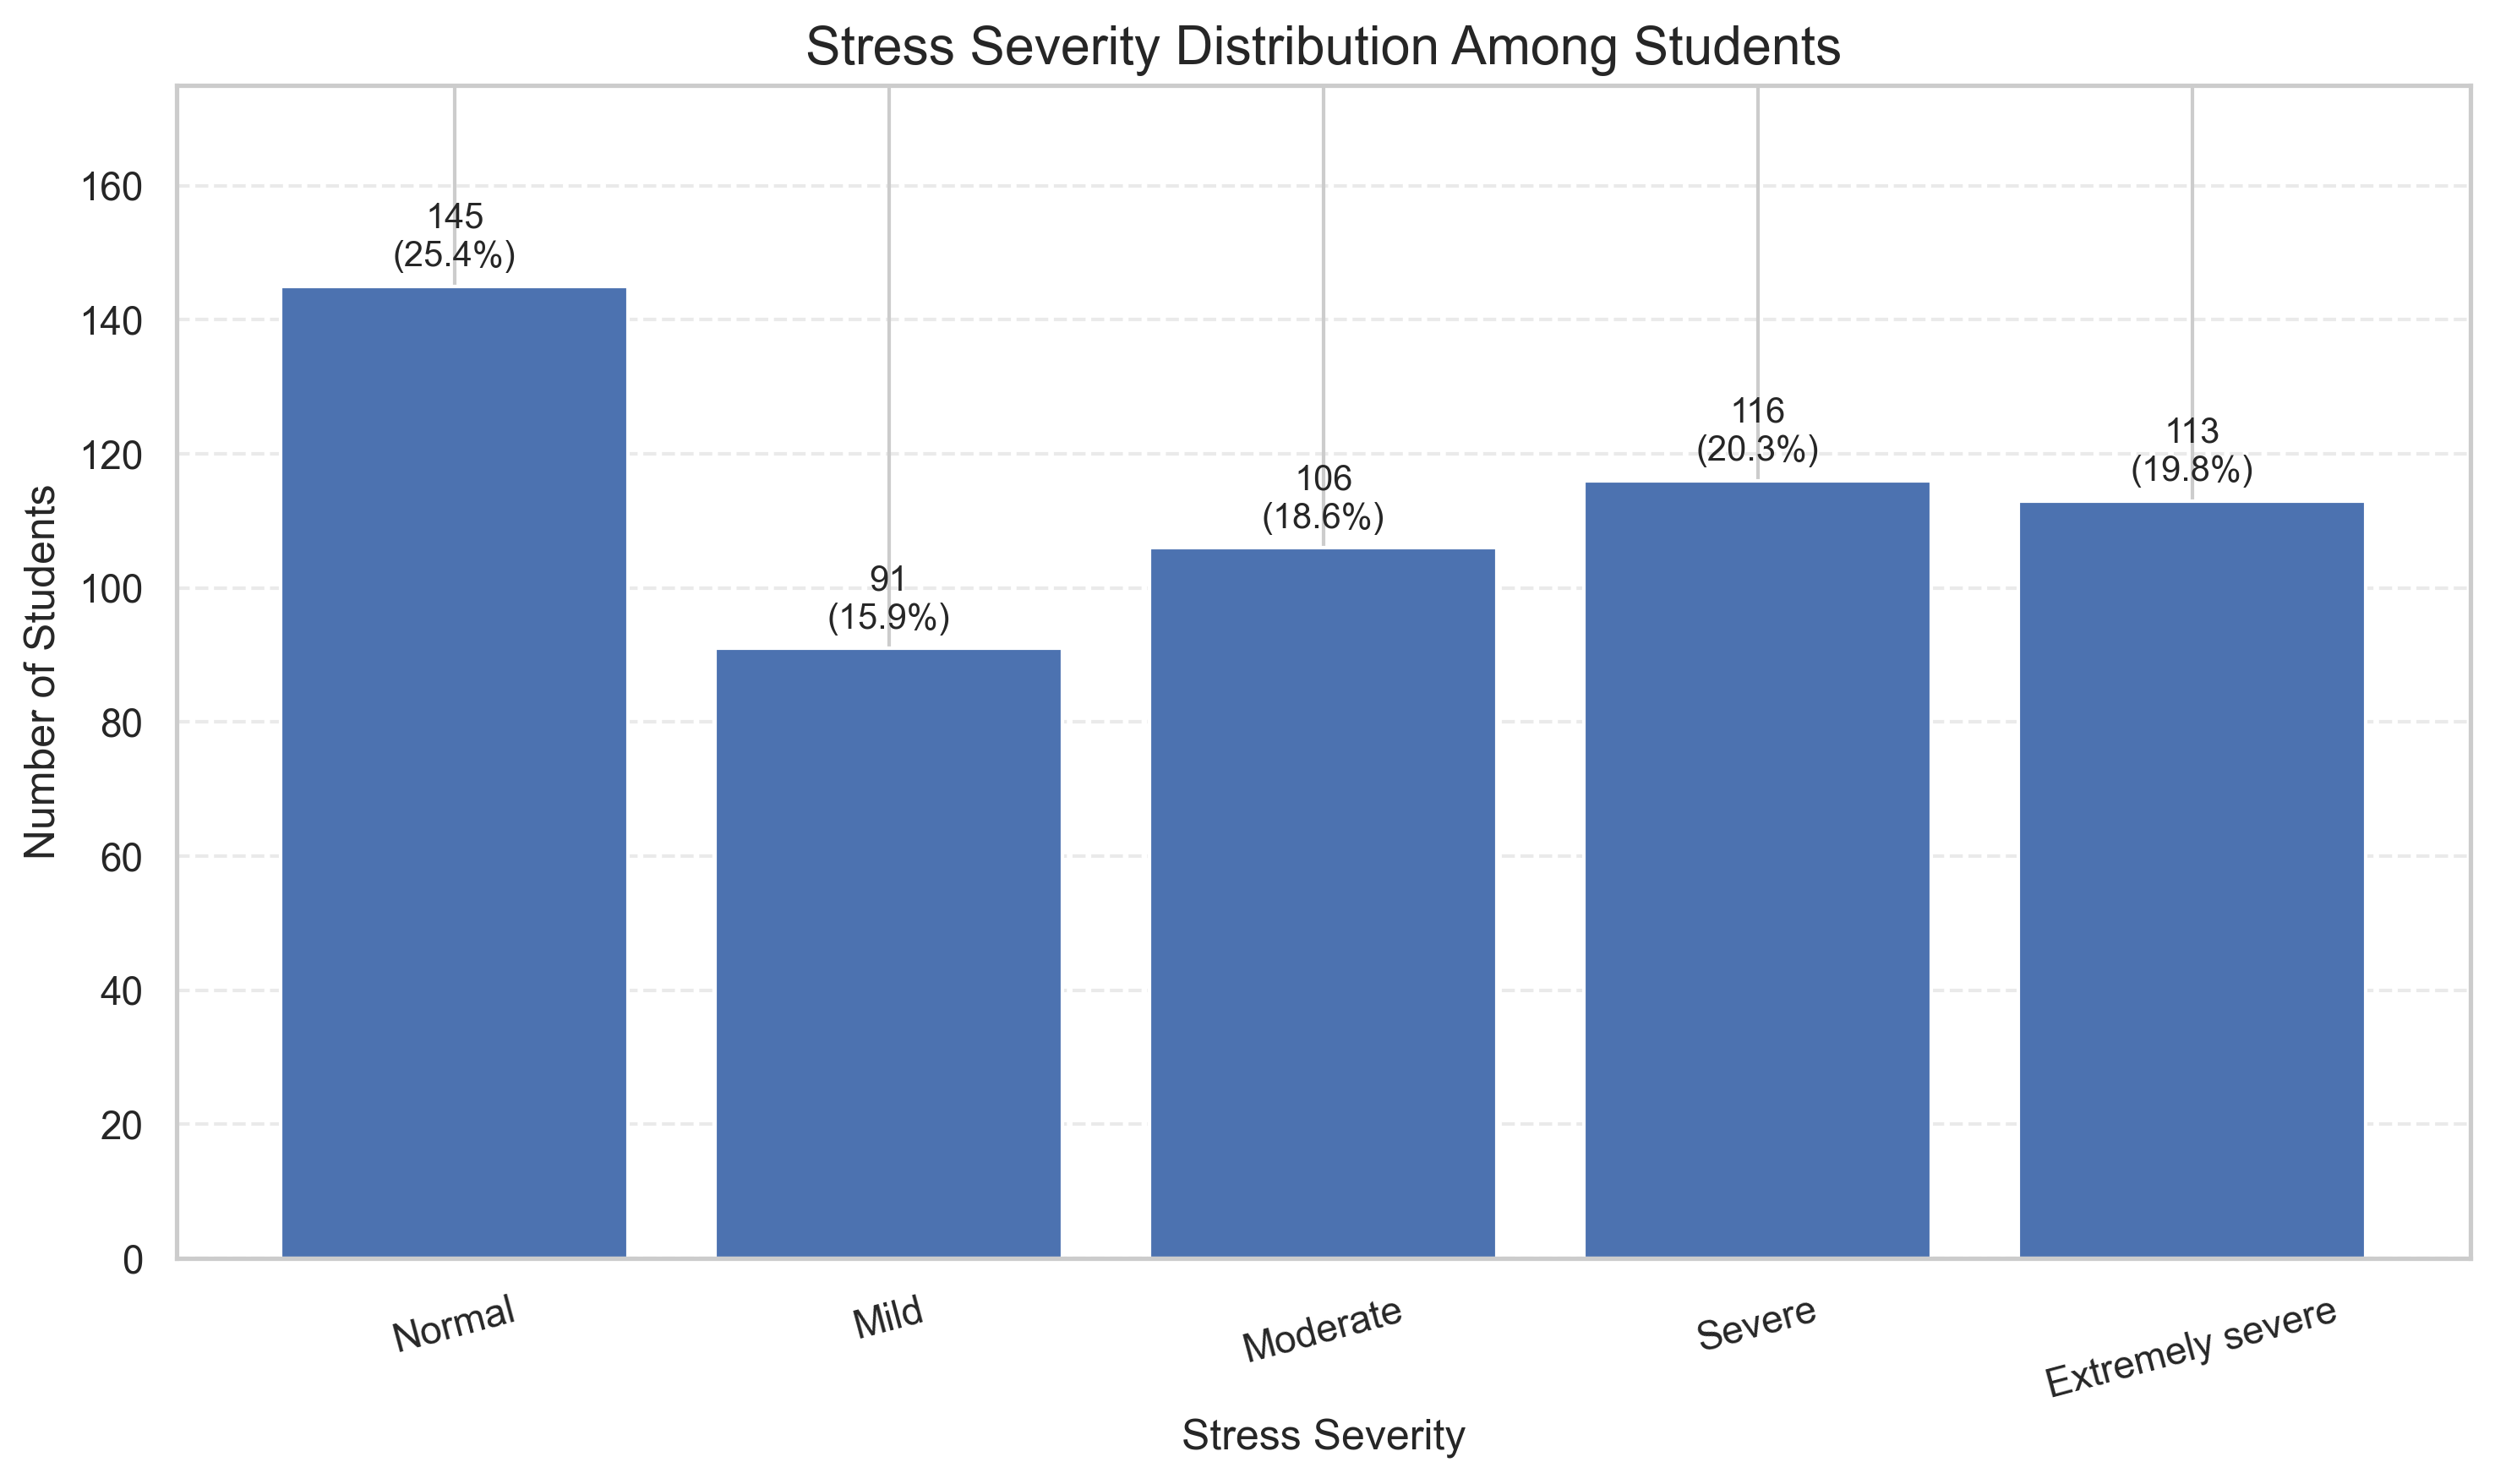 Stress Severity Distribution Among Students
Number of Students
160
140
120
100
80
60
40
20
0
145
(25.4%)
91
(15.9%)
106
(18.6%)
116
(20.3%)
113
(19.8%)
Normal
Mild
Moderate
Severe
Extremely severe
Stress Severity